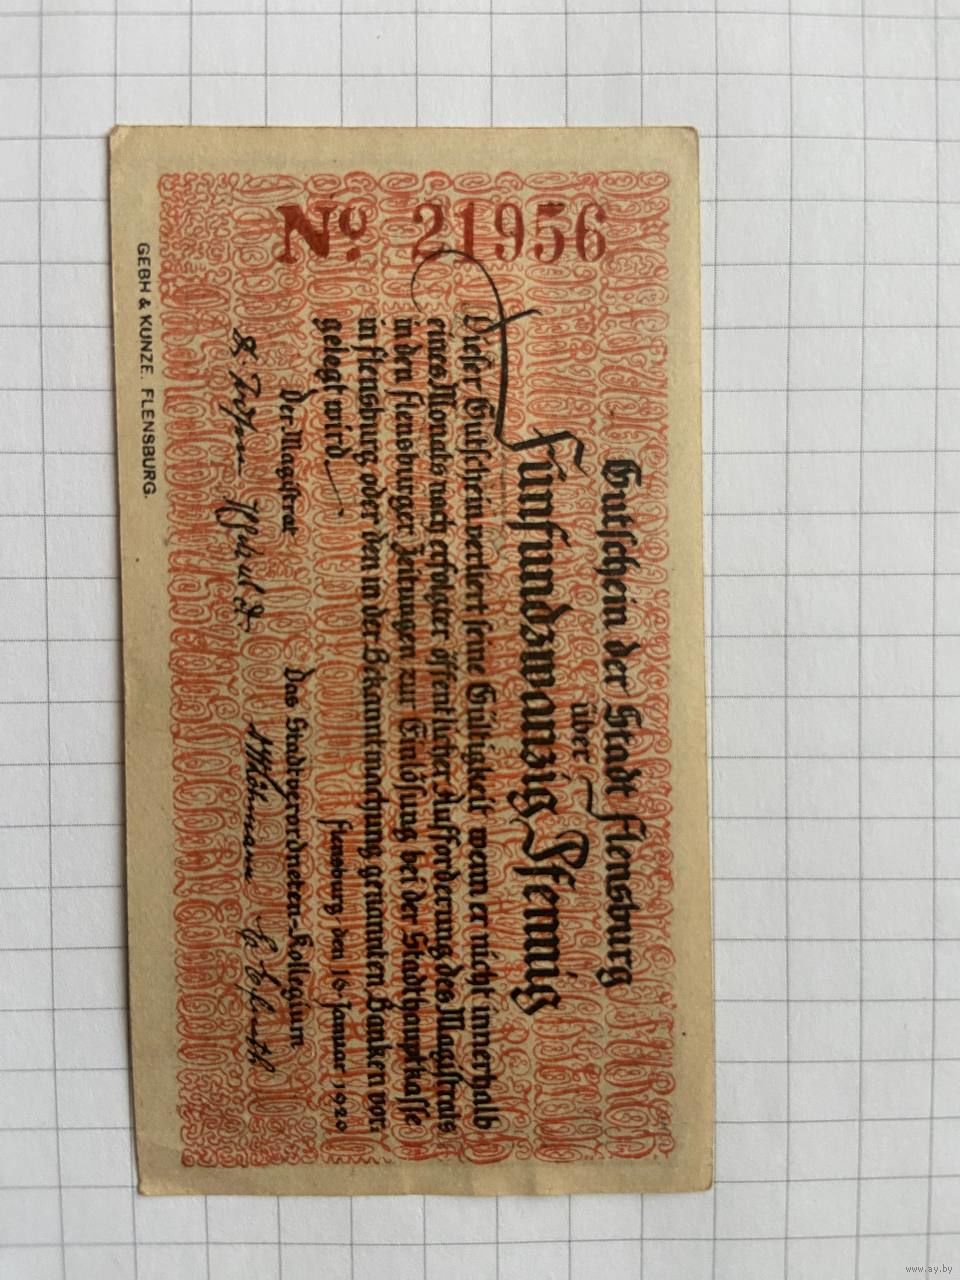 No. 21956
Gutschein der Stadt Flensburg
über
Fünfundzwanzig Pfennig
Dieser Gutschein verliert seine Gültigkeit wenn er nicht innerhalb
eines Monats nach erfolgter öffentlicher Aufforderung des Magistrats
in den Flensburger Zeitungen zur Einlösung bei der Stadthauptkasse
in Flensburg oder den in der Bekanntmachung genannten Banken vor-
gelegt wird
Flensburg, den 16 Januar 1920
Der Magistrat
Das Stadtverordneten-Kollegium
GEBH & KUNZE. FLENSBURG.
www.ay.by